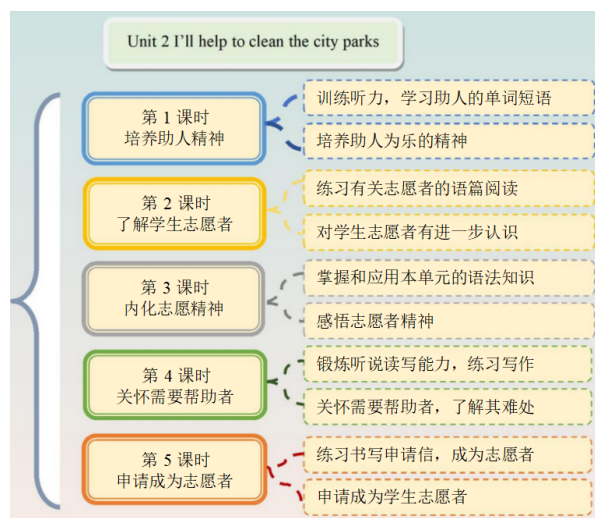 Unit 2 I'll help to clean the city parks
第 1 课时
培养助人精神
训练听力，学习助人的单词短语
培养助人为乐的精神
第 2 课时
了解学生志愿者
练习有关志愿者的语篇阅读
对学生志愿者有进一步认识
第 3 课时
内化志愿精神
掌握和应用本单元的语法知识
感悟志愿者精神
第 4 课时
关怀需要帮助者
锻炼听说读写能力，练习写作
关怀需要帮助者，了解其难处
第 5 课时
申请成为志愿者
练习书写申请信，成为志愿者
申请成为学生志愿者